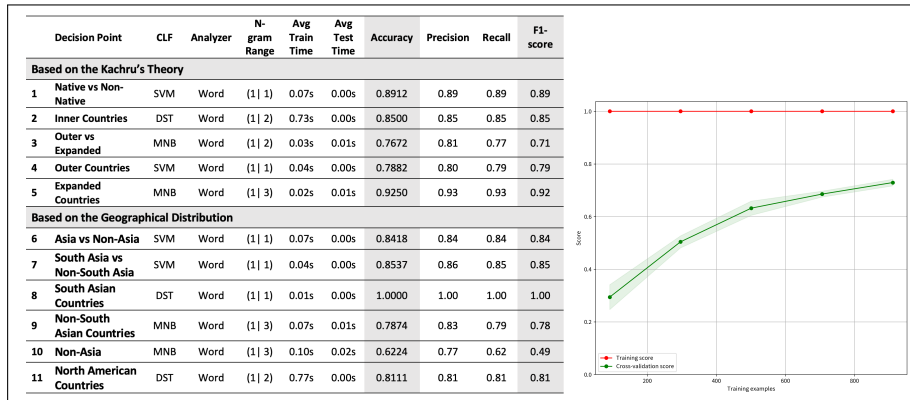 Decision Point CLF Analyzer N-gram Range Avg Train Time Avg Test Time Accuracy Precision Recall F1-score
Based on the Kachru's Theory
1 Native vs Non-Native SVM Word (1| 1) 0.07s 0.00s 0.8912 0.89 0.89 0.89
2 Inner Countries DST Word (1| 2) 0.73s 0.00s 0.8500 0.85 0.85 0.85
3 Outer vs Expanded MNB Word (1| 2) 0.03s 0.01s 0.7672 0.81 0.77 0.71
4 Outer Countries SVM Word (1| 1) 0.04s 0.00s 0.7882 0.80 0.79 0.79
5 Expanded Countries MNB Word (1| 3) 0.02s 0.01s 0.9250 0.93 0.93 0.92
Based on the Geographical Distribution
6 Asia vs Non-Asia SVM Word (1| 1) 0.07s 0.00s 0.8418 0.84 0.84 0.84
7 South Asia vs Non-South Asia SVM Word (1| 1) 0.04s 0.00s 0.8537 0.86 0.85 0.85
8 South Asian Countries DST Word (1| 1) 0.01s 0.00s 1.0000 1.00 1.00 1.00
9 Non-South Asian Countries MNB Word (1| 3) 0.07s 0.01s 0.7874 0.83 0.79 0.78
10 Non-Asia MNB Word (1| 3) 0.10s 0.02s 0.6224 0.77 0.62 0.49
11 North American Countries DST Word (1| 2) 0.77s 0.00s 0.8111 0.81 0.81 0.81
1.0
0.8
0.6
Score
0.4
0.2
0.0
Training score
Cross-validation score
200 400 600 800
Training examples